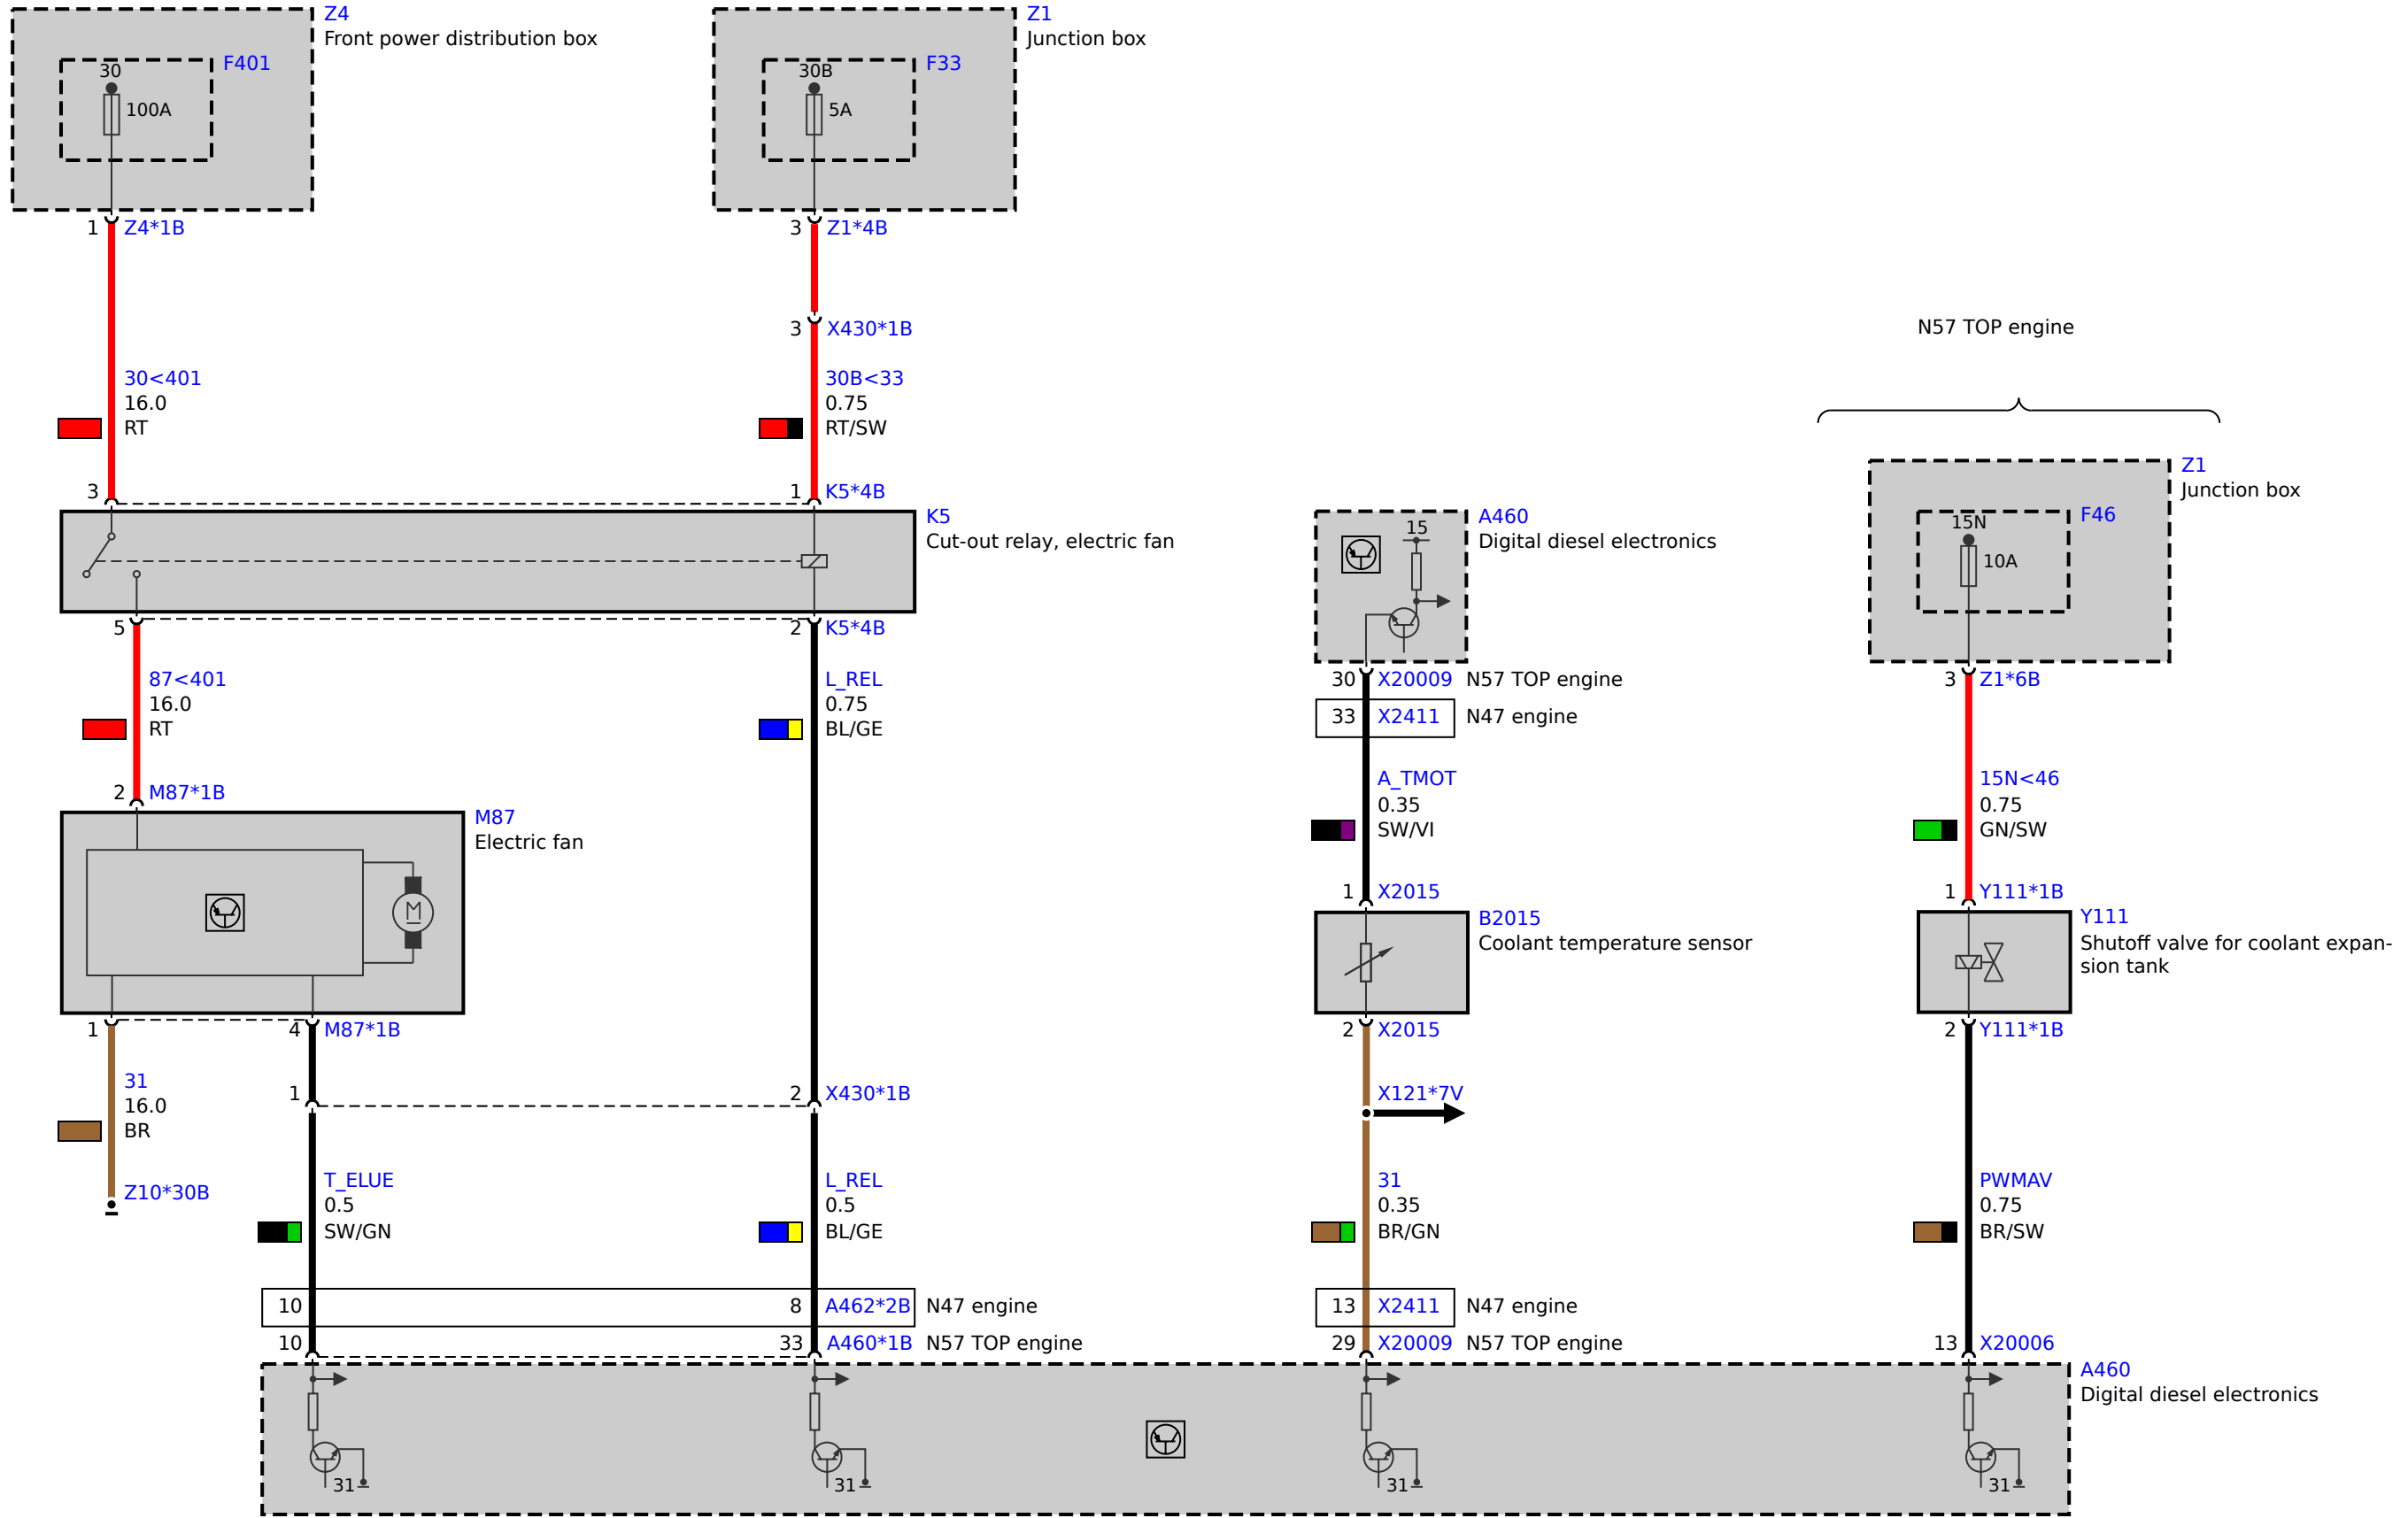 Z4
Front power distribution box
F401
30
100A
Z1
Junction box
F33
30B
5A
1 Z4*1B
3 Z1*4B
3 X430*1B
N57 TOP engine
30<401
16.0
RT
30B<33
0.75
RT/SW
3
1 K5*4B
K5
Cut-out relay, electric fan
A460
Digital diesel electronics
15
Z1
Junction box
F46
15N
10A
5
2 K5*4B
87<401
16.0
RT
L_REL
0.75
BL/GE
30 X20009 N57 TOP engine
33 X2411 N47 engine
3 Z1*6B
A_TMOT
0.35
SW/VI
15N<46
0.75
GN/SW
2 M87*1B
M87
Electric fan
M
1 X2015
B2015
Coolant temperature sensor
1 Y111*1B
Y111
Shutoff valve for coolant expan-
sion tank
1
4 M87*1B
2 X2015
2 Y111*1B
31
16.0
BR
Z10*30B
1
2 X430*1B
X121*7V
T_ELUE
0.5
SW/GN
L_REL
0.5
BL/GE
31
0.35
BR/GN
PWMAV
0.75
BR/SW
10
8 A462*2B N47 engine
13 X2411 N47 engine
10
33 A460*1B N57 TOP engine
29 X20009 N57 TOP engine
13 X20006
A460
Digital diesel electronics
31
31
31
31